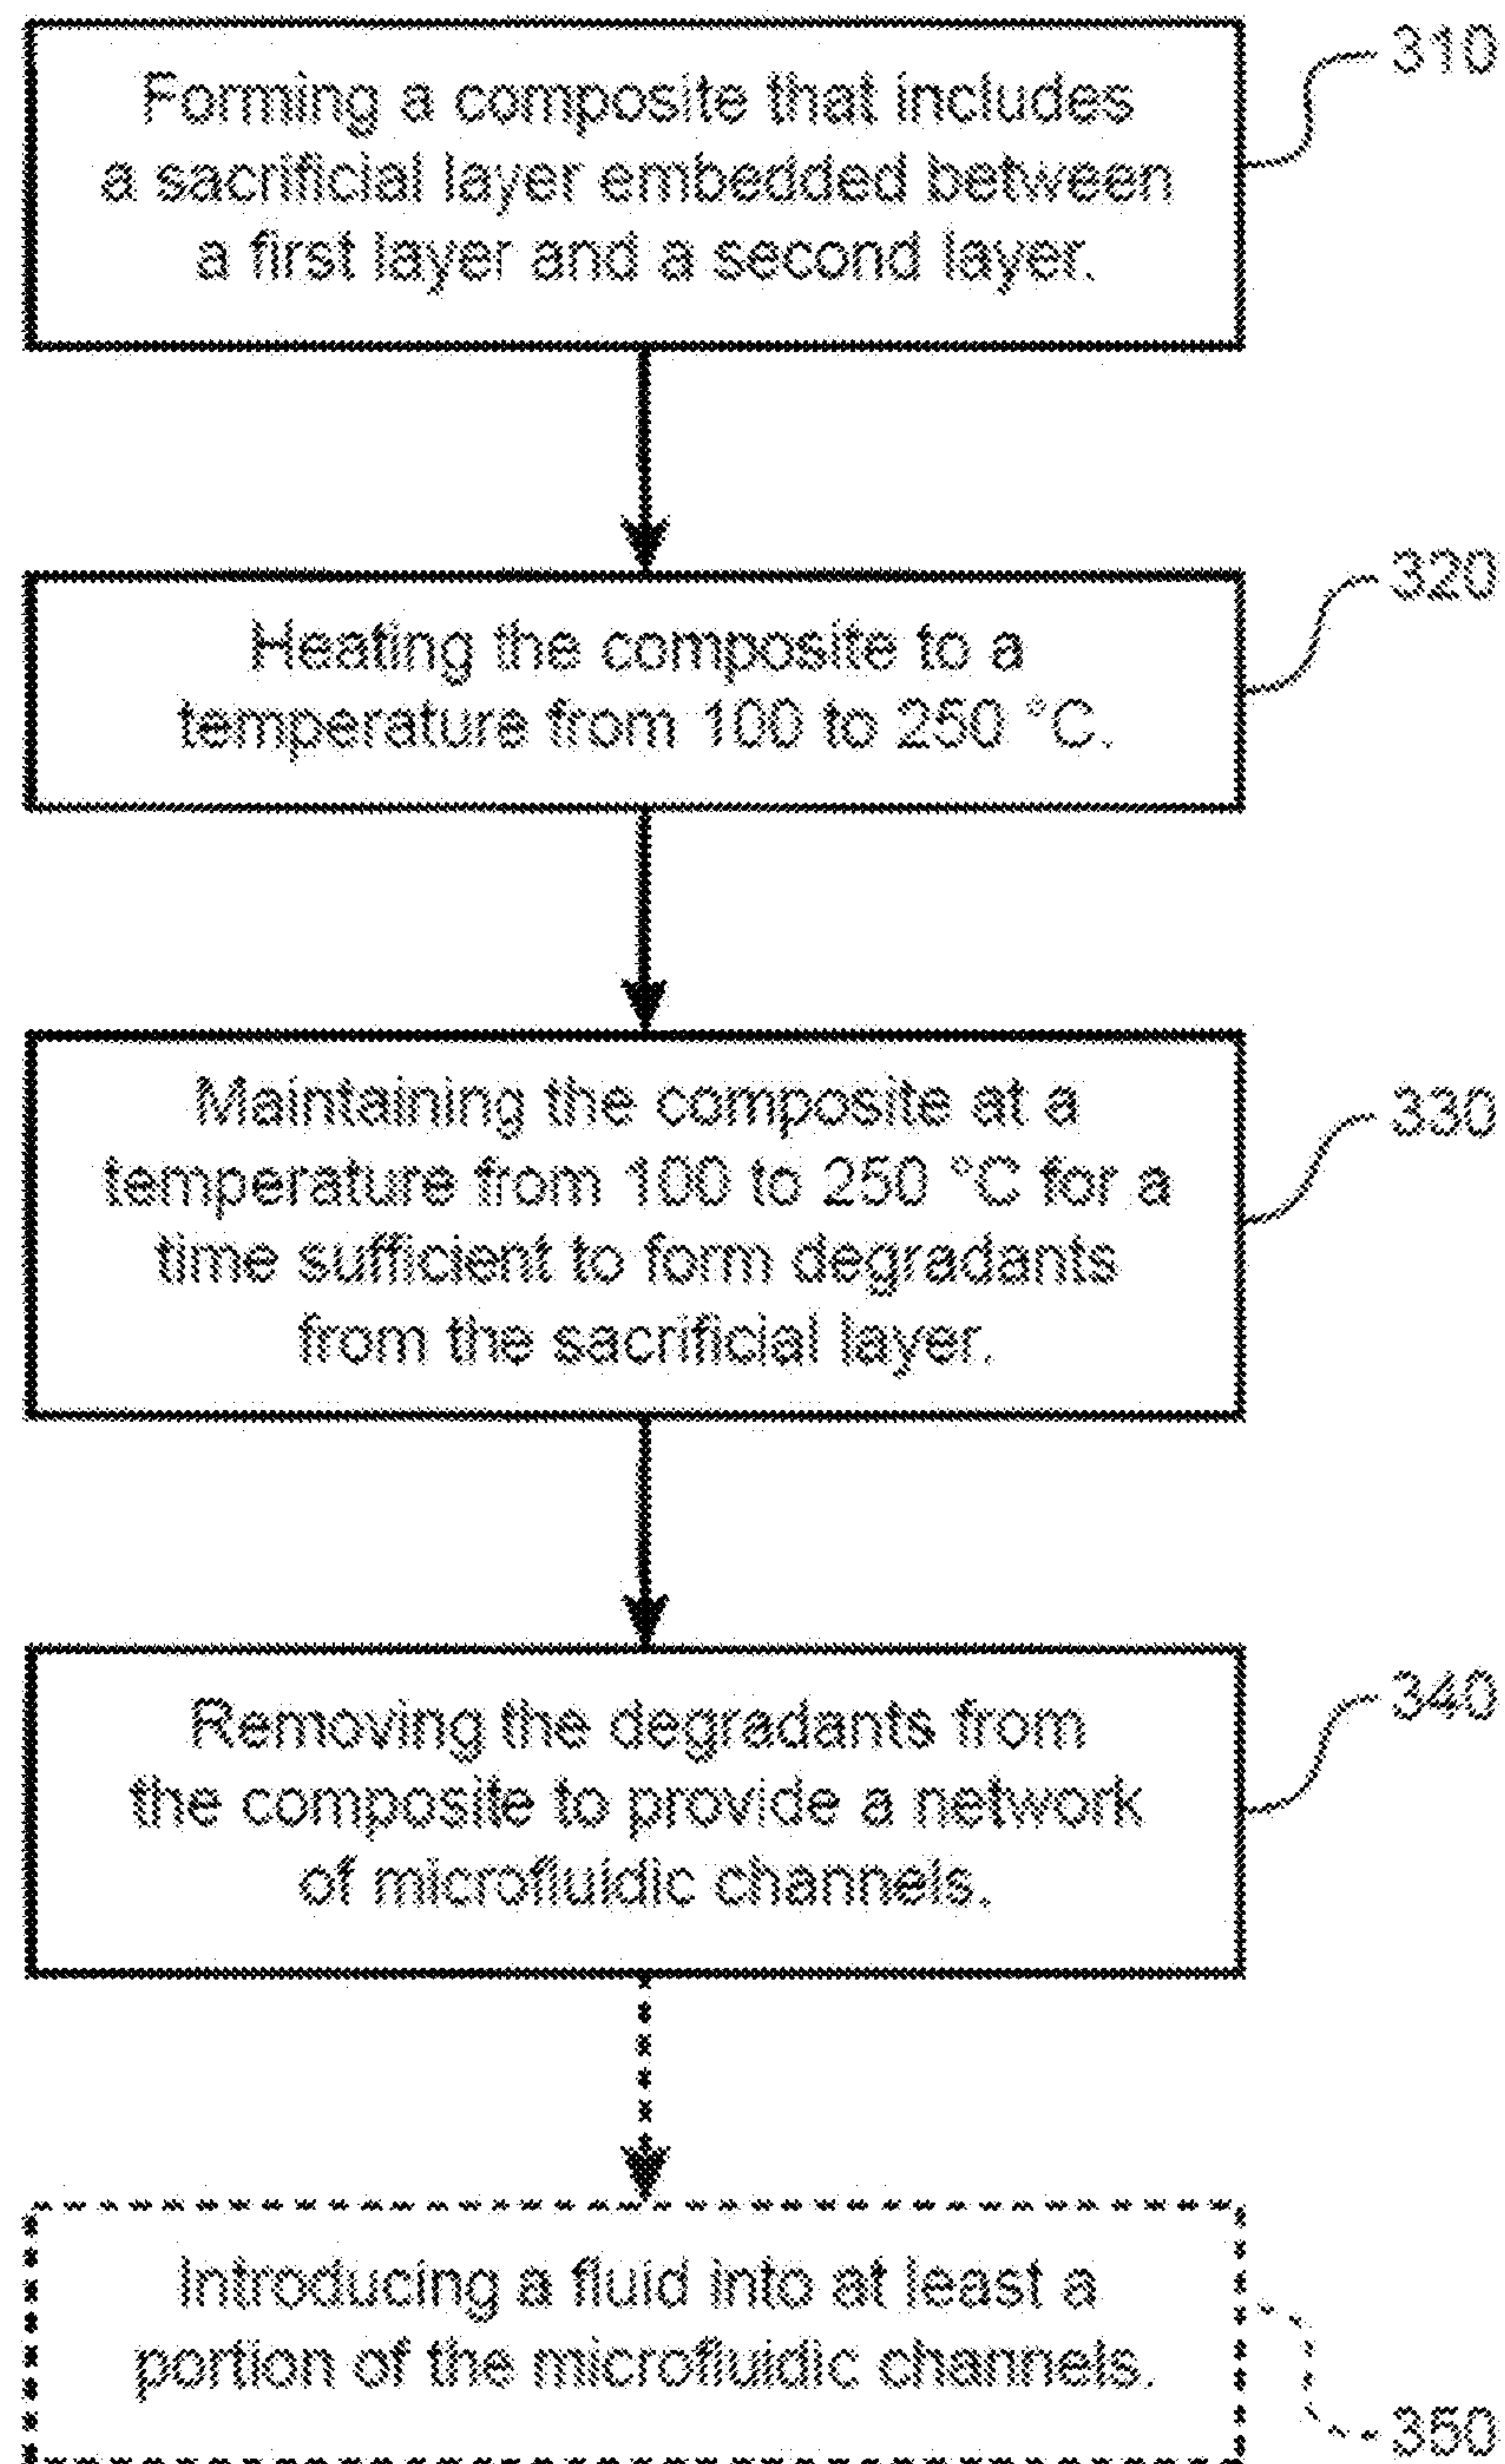 Forming a composite that includes
a sacrificial layer embedded between
a first layer and a second layer.
310
Heating the composite to a
temperature from 100 to 250 °C.
320
Maintaining the composite at a
temperature from 100 to 250 °C for a
time sufficient to form degradants
from the sacrificial layer.
330
Removing the degradants from
the composite to provide a network
of microfluidic channels.
340
Introducing a fluid into at least a
portion of the microfluidic channels.
350